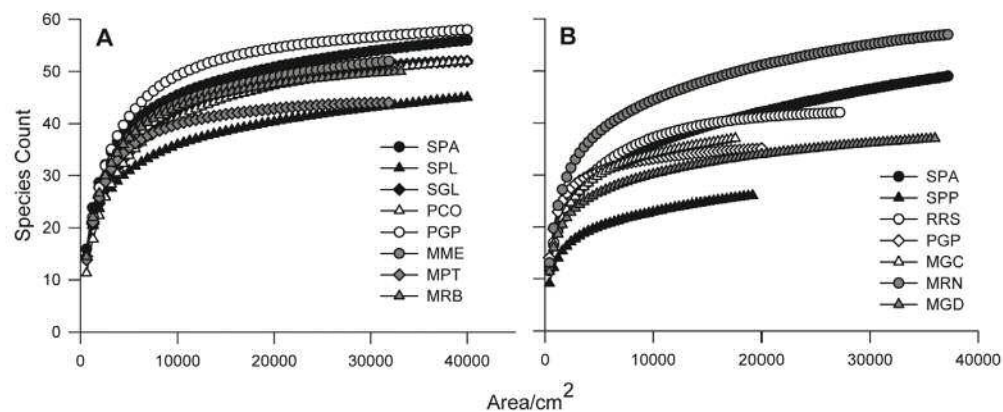 60
50
40
30
20
10
0
Species Count
A
SPA
SPL
SGL
PCO
PGP
MME
MPT
MRB
0
10000
20000
30000
40000
B
SPA
SPP
RRS
PGP
MGC
MRN
MGD
0
10000
20000
30000
40000
Area/cm²